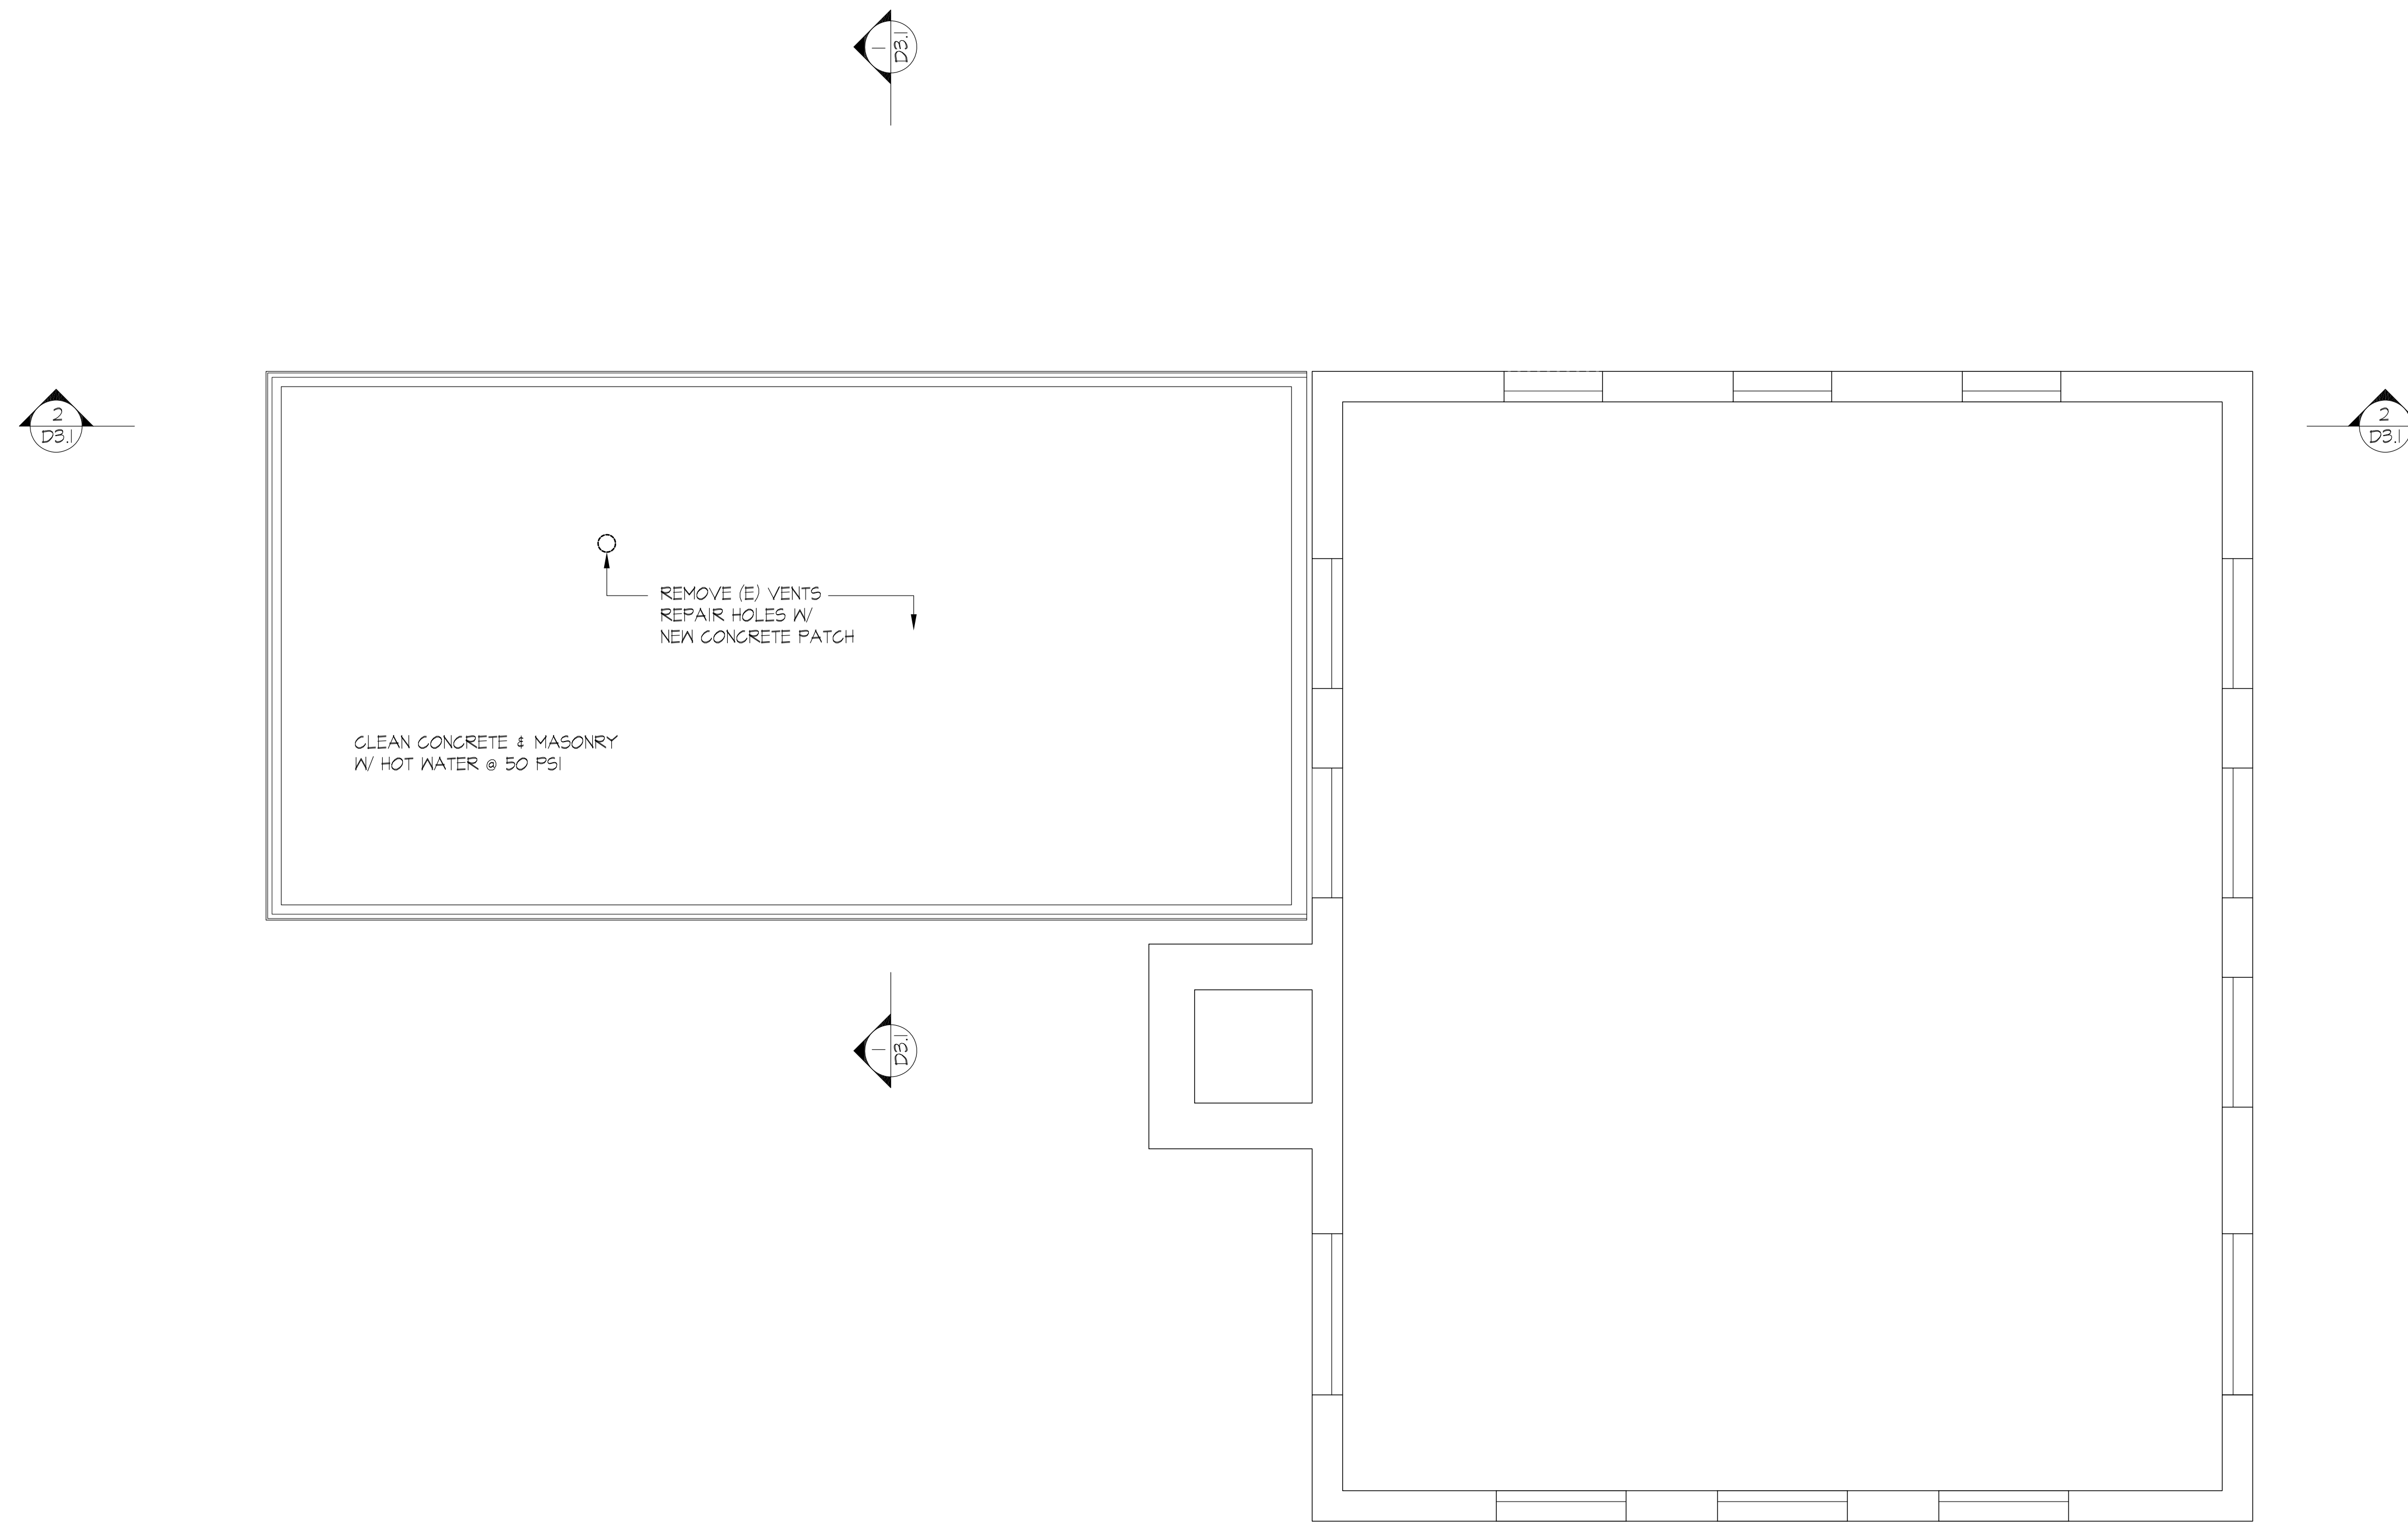 1
D3.1
2
D3.1
2
D3.1
REMOVE (E) VENTS
REPAIR HOLES W/
NEW CONCRETE PATCH
CLEAN CONCRETE & MASONRY
W/ HOT WATER @ 50 PSI
1
D3.1